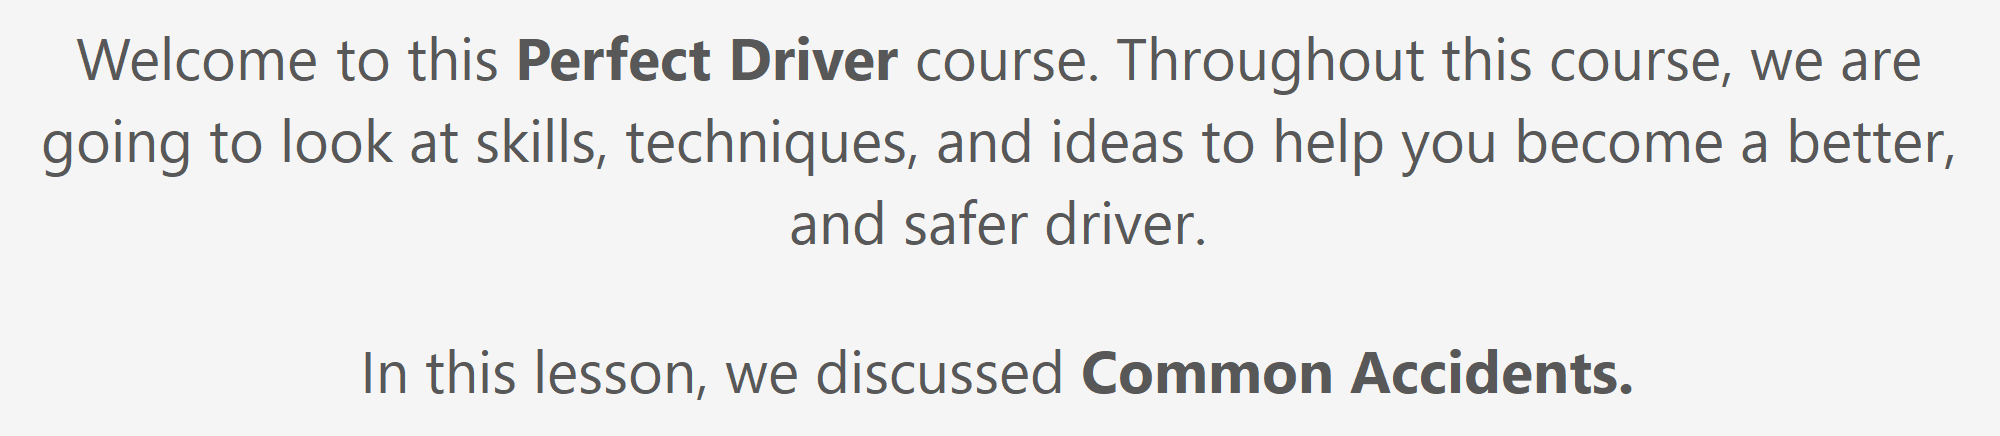 Welcome to this Perfect Driver course. Throughout this course, we are
going to look at skills, techniques, and ideas to help you become a better,
and safer driver.
In this lesson, we discussed Common Accidents.